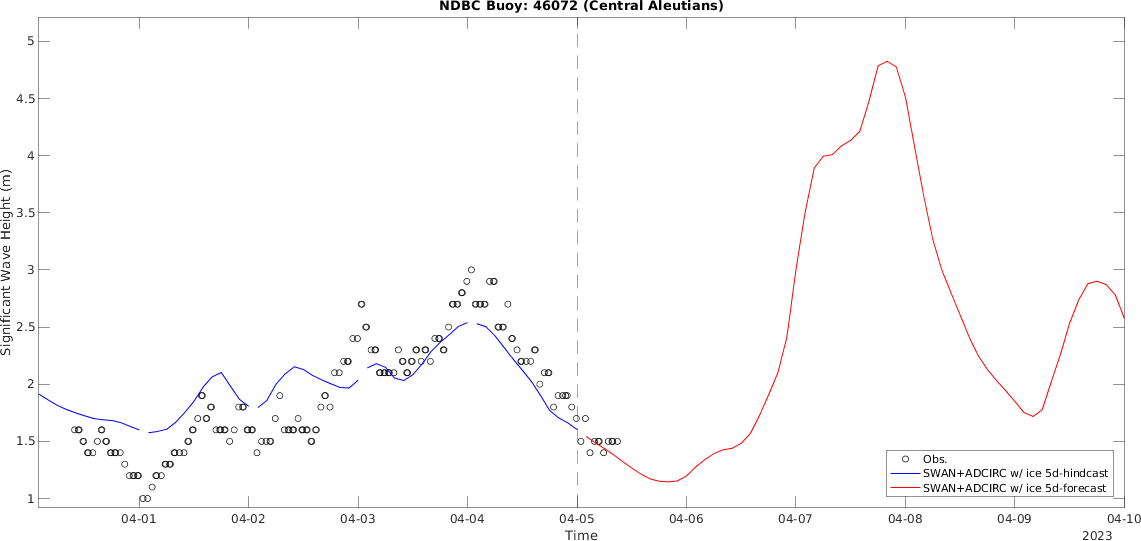 NDBC Buoy: 46072 (Central Aleutians)
Significant Wave Height (m)
5
4.5
4
3.5
3
2.5
2
1.5
1
Obs.
SWAN+ADCIRC w/ ice 5d-hindcast
SWAN+ADCIRC w/ ice 5d-forecast
04-01 04-02 04-03 04-04 04-05 04-06 04-07 04-08 04-09 04-10
Time
2023